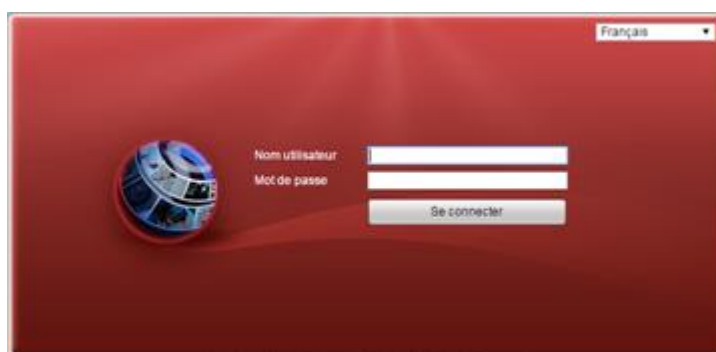 Français
Nom utilisateur
Mot de passe
Se connecter